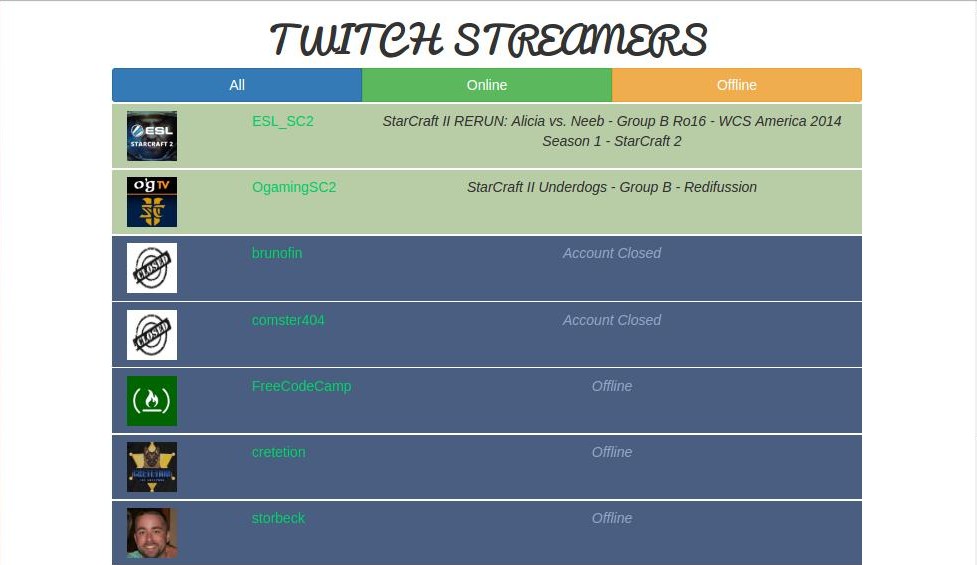 TWITCH STREAMERS
All
Online
Offline
ESL
STARCRAFT 2
ESL_SC2
StarCraft II RERUN: Alicia vs. Neeb - Group B Ro16 - WCS America 2014
Season 1 - StarCraft 2
OgamingSC2
StarCraft II Underdogs - Group B - Redifussion
CLOSED
brunofin
Account Closed
CLOSED
comster404
Account Closed
FreeCodeCamp
Offline
cretetion
Offline
storbeck
Offline